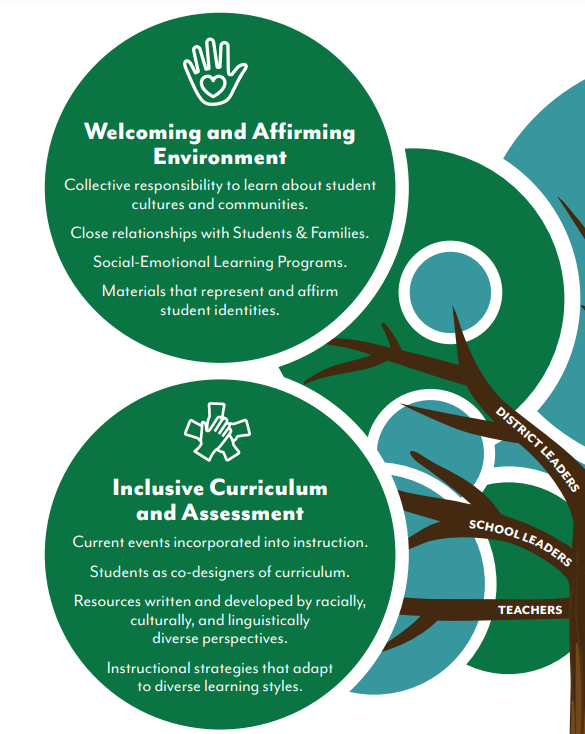 Welcoming and Affirming
Environment
Collective responsibility to learn about student
cultures and communities.
Close relationships with Students & Families.
Social-Emotional Learning Programs.
Materials that represent and affirm
student identities.
Inclusive Curriculum
and Assessment
Current events incorporated into instruction.
Students as co-designers of curriculum.
Resources written and developed by racially,
culturally, and linguistically
diverse perspectives.
Instructional strategies that adapt
to diverse learning styles.
DISTRICT LEADERS
SCHOOL LEADERS
TEACHERS